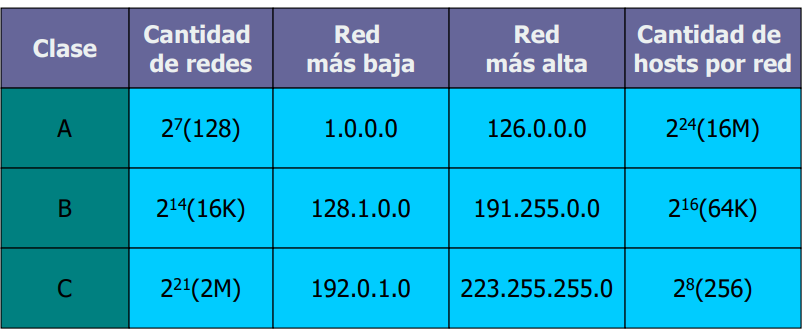 Clase
Cantidad
de redes
Red
más baja
Red
más alta
Cantidad de
hosts por red
A
2⁷(128)
1.0.0.0
126.0.0.0
2²⁴(16M)
B
2¹⁴(16K)
128.1.0.0
191.255.0.0
2¹⁶(64K)
C
2²¹(2M)
192.0.1.0
223.255.255.0
2⁸(256)